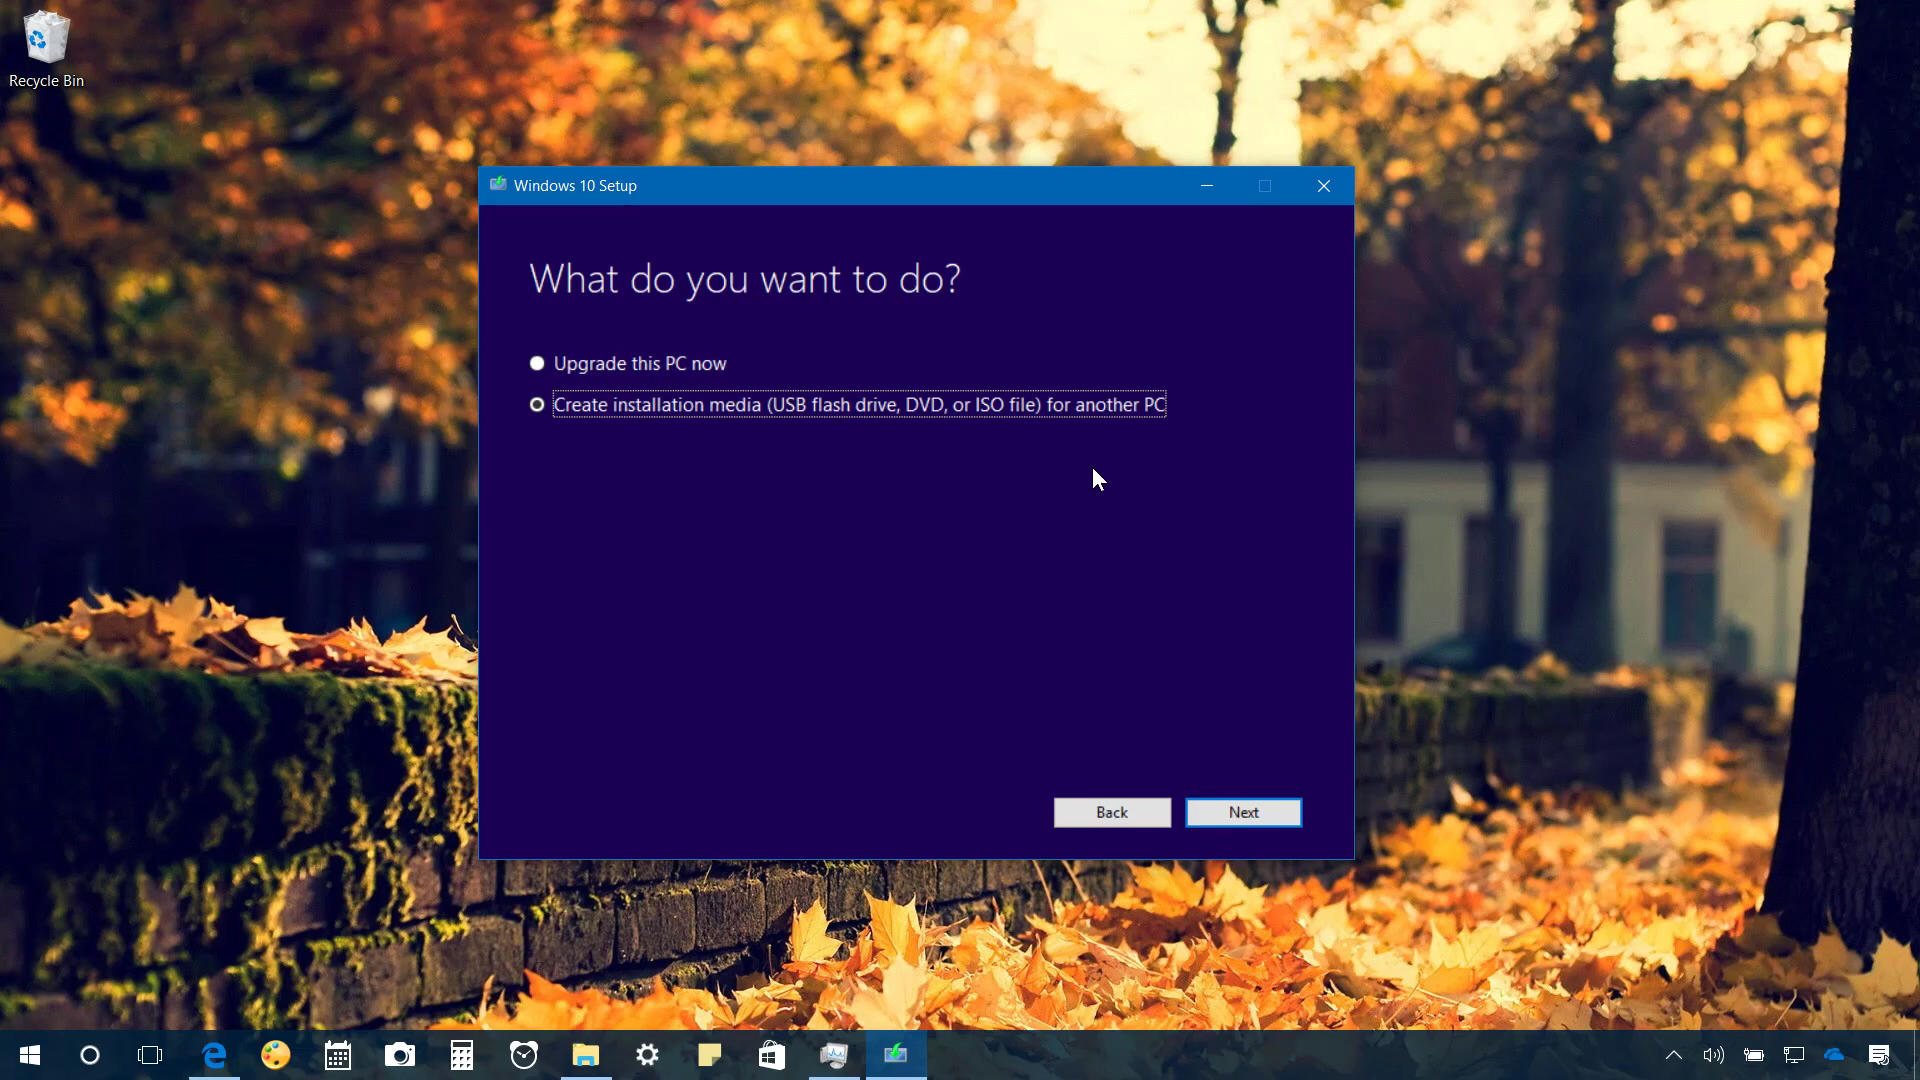 Recycle Bin
Windows 10 Setup
What do you want to do?
Upgrade this PC now
Create installation media (USB flash drive, DVD, or ISO file) for another PC
Back
Next